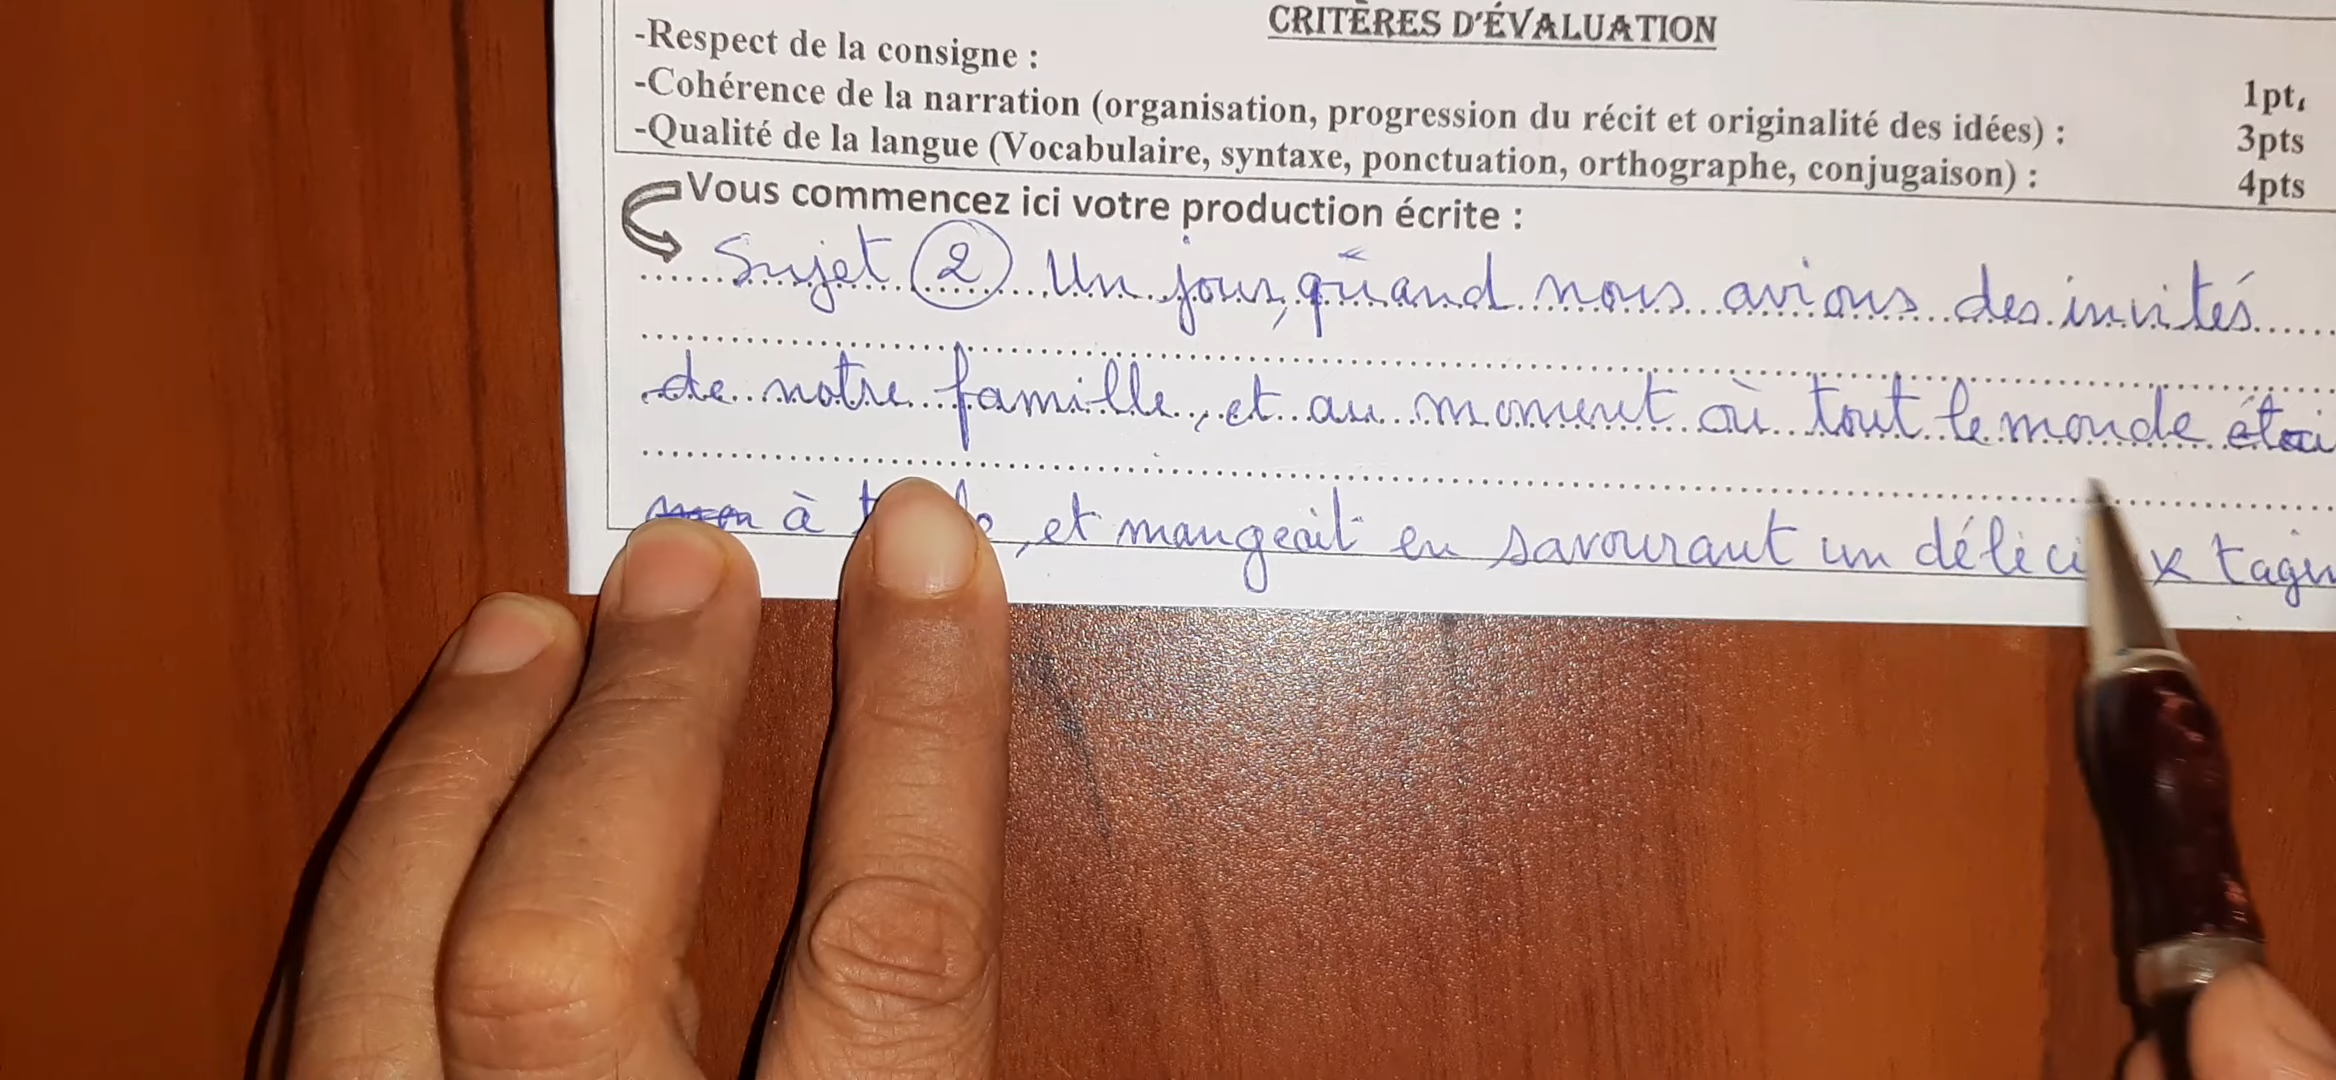 CRITÈRES D'ÉVALUATION
-Respect de la consigne : 1pt.
-Cohérence de la narration (organisation, progression du récit et originalité des idées) : 3pts
-Qualité de la langue (Vocabulaire, syntaxe, ponctuation, orthographe, conjugaison) : 4pts
Vous commencez ici votre production écrite :
Sujet 2 Un jour, quand nous avions des invités
de notre famille, et au moment où tout le monde
à , et mangeait en savourant un